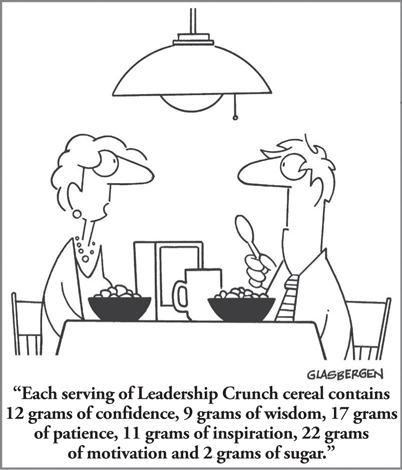 GLASBERGEN
“Each serving of Leadership Crunch cereal contains
12 grams of confidence, 9 grams of wisdom, 17 grams
of patience, 11 grams of inspiration, 22 grams
of motivation and 2 grams of sugar.”